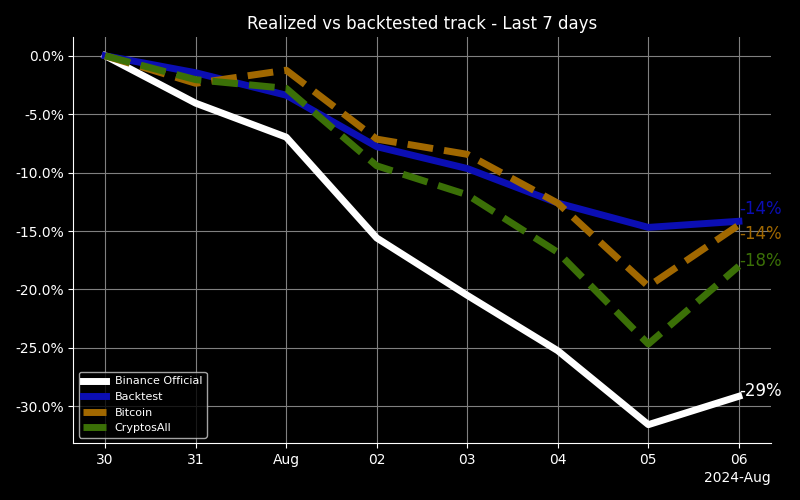 Realized vs backtested track - Last 7 days
0.0%
-5.0%
-10.0%
-15.0%
-20.0%
-25.0%
-30.0%
-14%
-14%
-18%
-29%
Binance Official
Backtest
Bitcoin
CryptosAll
30 31 Aug 02 03 04 05 06
2024-Aug